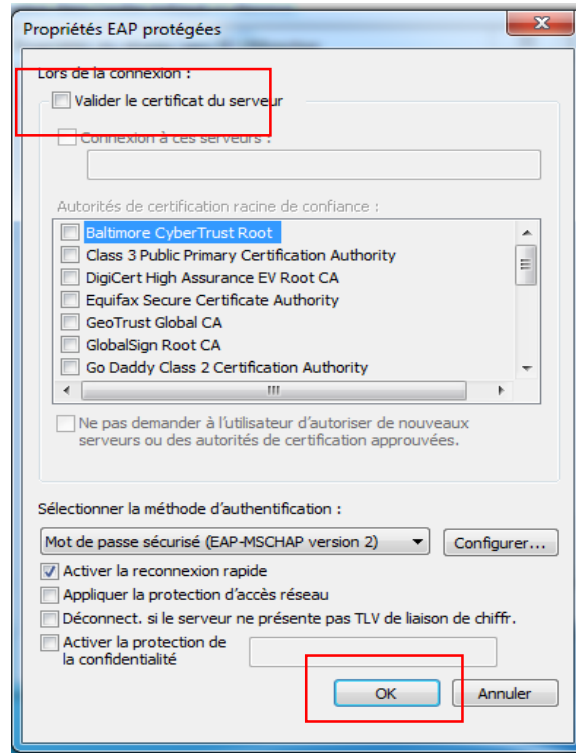 Propriétés EAP protégées
Lors de la connexion :
Valider le certificat du serveur
Connexion à ces serveurs :
Autorités de certification racine de confiance :
Baltimore CyberTrust Root
Class 3 Public Primary Certification Authority
DigiCert High Assurance EV Root CA
Equifax Secure Certificate Authority
GeoTrust Global CA
GlobalSign Root CA
Go Daddy Class 2 Certification Authority
Ne pas demander à l'utilisateur d'autoriser de nouveaux
serveurs ou des autorités de certification approuvées.
Sélectionner la méthode d'authentification :
Mot de passe sécurisé (EAP-MSCHAP version 2) Configurer...
Activer la reconnexion rapide
Appliquer la protection d'accès réseau
Déconnect. si le serveur ne présente pas TLV de liaison de chiffr.
Activer la protection de
la confidentialité
OK Annuler